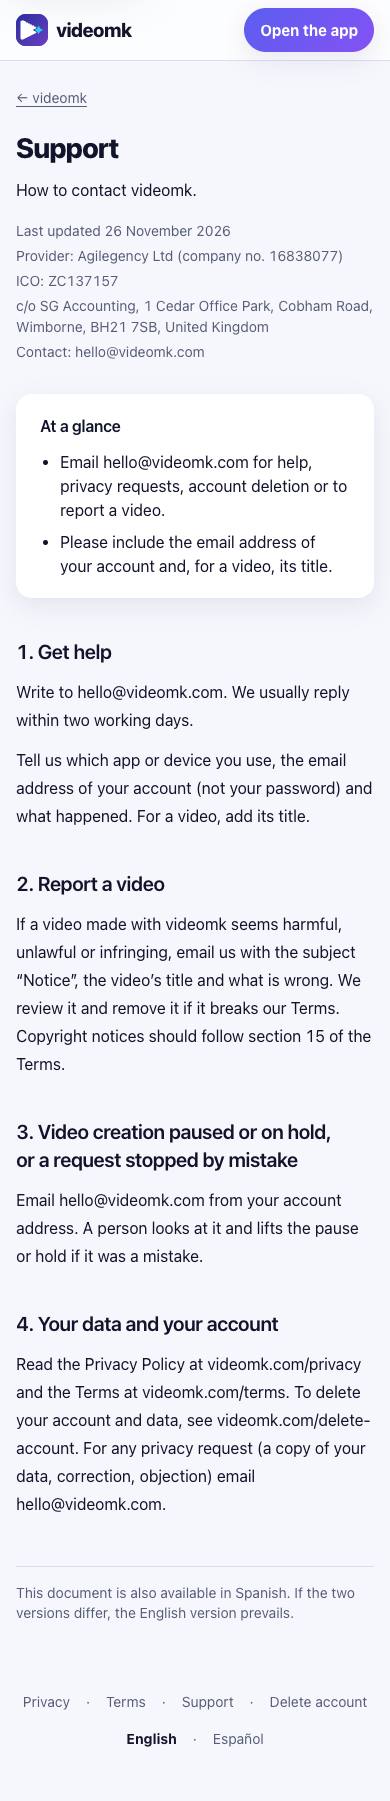 videomk
Open the app
← videomk
Support
How to contact videomk.
Last updated 26 November 2026
Provider: Agilegency Ltd (company no. 16838077)
ICO: ZC137157
c/o SG Accounting, 1 Cedar Office Park, Cobham Road,
Wimborne, BH21 7SB, United Kingdom
Contact: hello@videomk.com
At a glance
• Email hello@videomk.com for help,
privacy requests, account deletion or to
report a video.
• Please include the email address of
your account and, for a video, its title.
1. Get help
Write to hello@videomk.com. We usually reply
within two working days.
Tell us which app or device you use, the email
address of your account (not your password) and
what happened. For a video, add its title.
2. Report a video
If a video made with videomk seems harmful,
unlawful or infringing, email us with the subject
“Notice”, the video’s title and what is wrong. We
review it and remove it if it breaks our Terms.
Copyright notices should follow section 15 of the
Terms.
3. Video creation paused or on hold,
or a request stopped by mistake
Email hello@videomk.com from your account
address. A person looks at it and lifts the pause
or hold if it was a mistake.
4. Your data and your account
Read the Privacy Policy at videomk.com/privacy
and the Terms at videomk.com/terms. To delete
your account and data, see videomk.com/delete-
account. For any privacy request (a copy of your
data, correction, objection) email
hello@videomk.com.
This document is also available in Spanish. If the two
versions differ, the English version prevails.
Privacy · Terms · Support · Delete account
English · Español